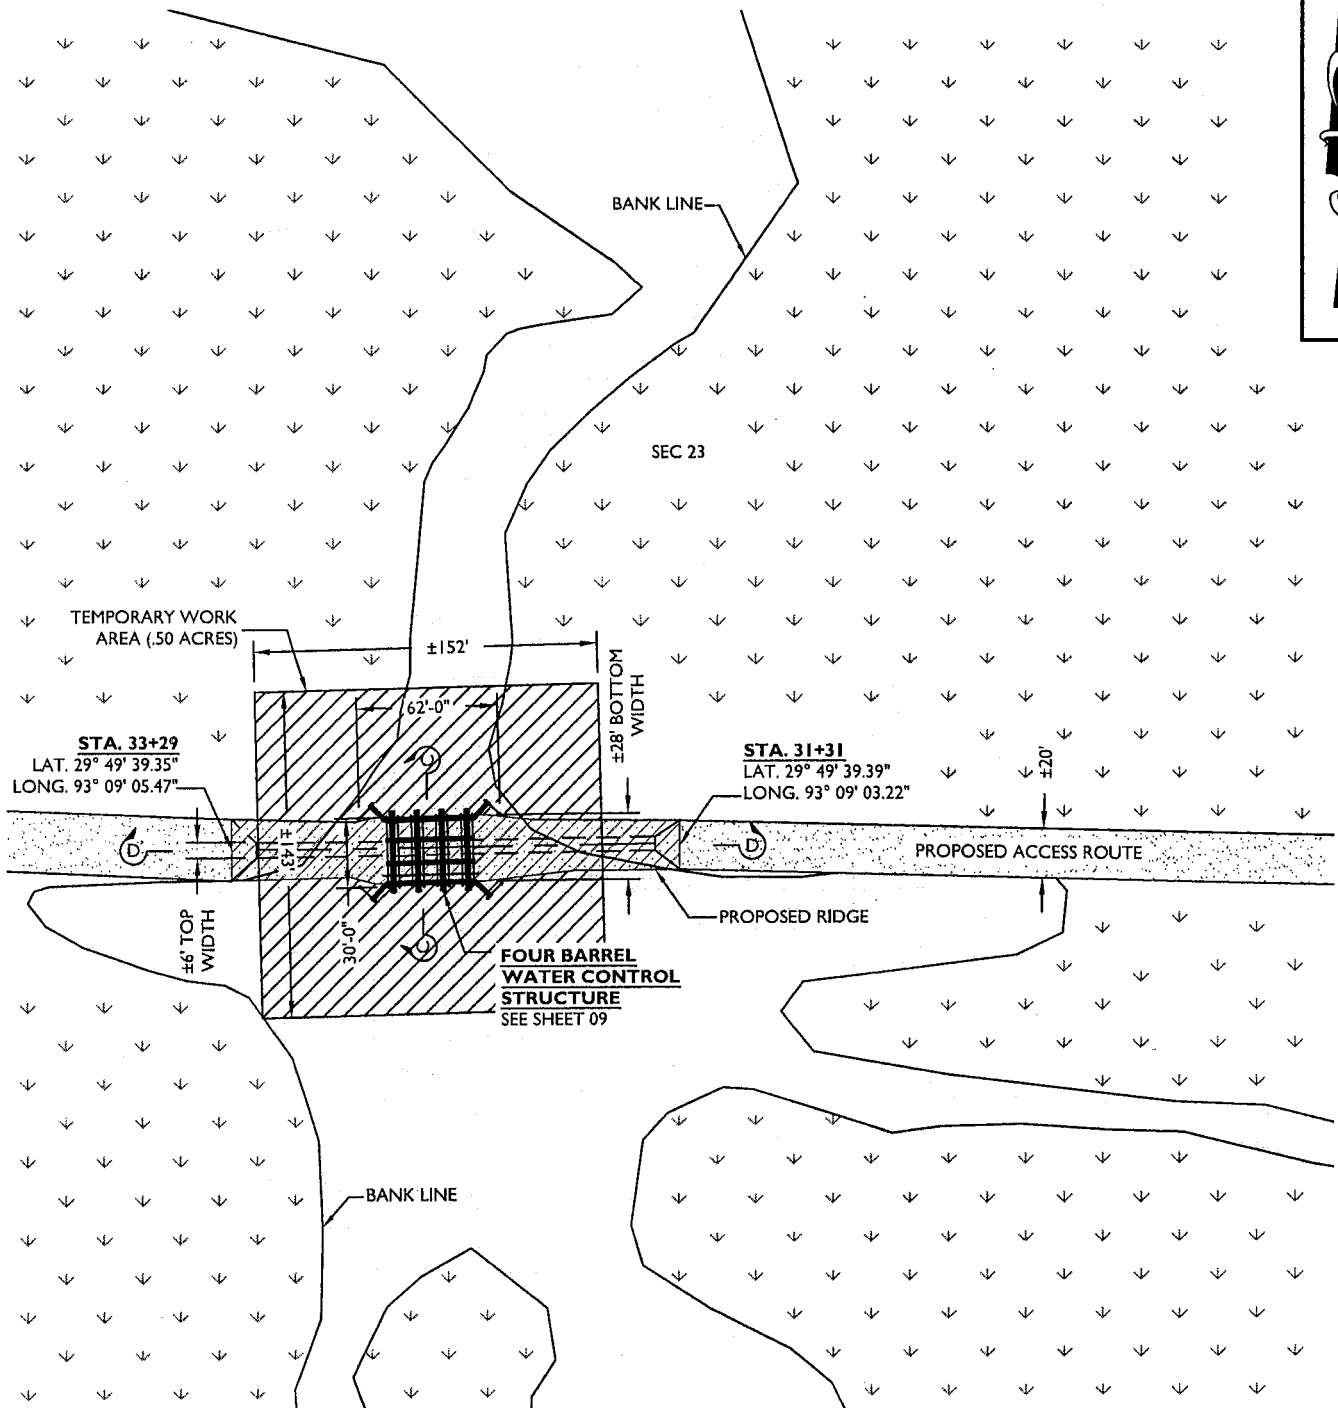 BANK LINE
SEC 23
TEMPORARY WORK
AREA (.50 ACRES)
±152'
62'-0"
±28' BOTTOM
WIDTH
STA. 33+29
LAT. 29° 49' 39.35"
LONG. 93° 09' 05.47"
STA. 31+31
LAT. 29° 49' 39.39"
LONG. 93° 09' 03.22"
±20'
C
D
±143'
D
PROPOSED ACCESS ROUTE
±6' TOP
WIDTH
30'-0"
C
PROPOSED RIDGE
FOUR BARREL
WATER CONTROL
STRUCTURE
SEE SHEET 09
BANK LINE